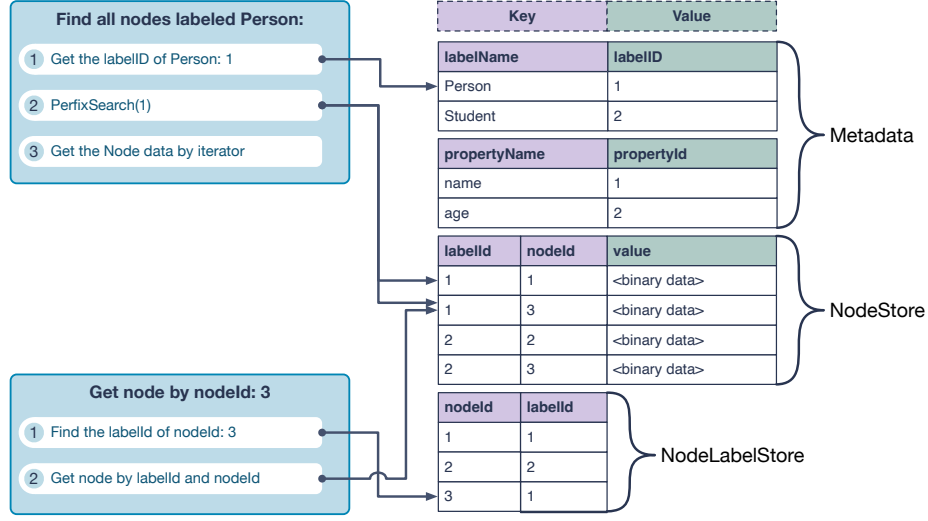 Find all nodes labeled Person:
1 Get the labelID of Person: 1
2 PerfixSearch(1)
3 Get the Node data by iterator
Get node by nodeId: 3
1 Find the labelId of nodeId: 3
2 Get node by labelId and nodeId
Key Value
labelName labelID
Person 1
Student 2
propertyName propertyId
name 1
age 2
Metadata
labelId nodeId value
1 1 <binary data>
1 3 <binary data>
2 2 <binary data>
2 3 <binary data>
NodeStore
nodeId labelId
1 1
2 2
3 1
NodeLabelStore